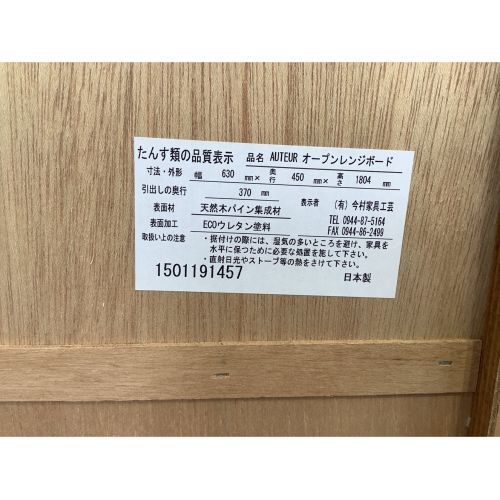 たんす類の品質表示 品名 AUTEUR オープンレンジボード
寸法・外形 幅 630 mm× 奥行 450 mm× 高さ 1804 mm
引出しの奥行 370 mm 表示者 (有) 今村家具工芸
表面材 天然木パイン集成材 TEL 0944-87-5164
表面加工 ECOウレタン塗料 FAX 0944-86-2499
取扱い上の注意 ・据付けの際には、湿気の多いところを避け、家具を
水平に保つために必要な処置を施して下さい。
・直射日光やストーブ等の熱をさけて下さい。
1501191457 日本製